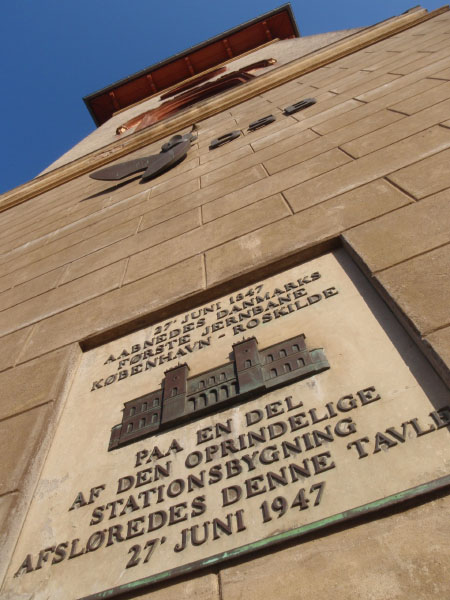 27' JUNI 1847
AABNEDES DANMARKS
FØRSTE JERNBANE
KØBENHAVN - ROSKILDE
PAA EN DEL
AF DEN OPRINDELIGE
STATIONSBYGNING
AFSLØREDES DENNE TAVLE
27' JUNI 1947